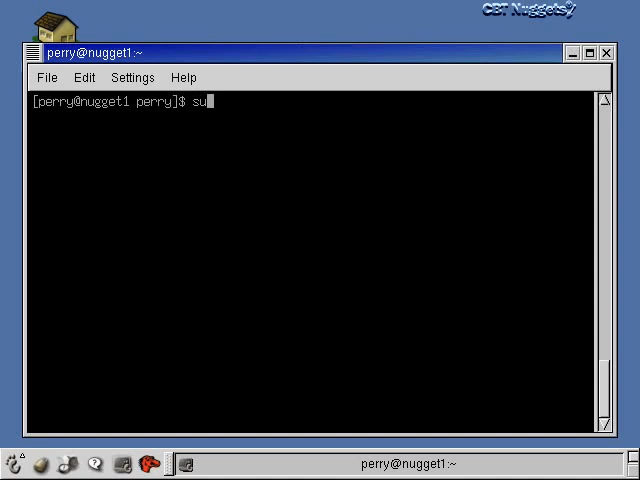 CBT Nuggets
perry@nugget1:~
File Edit Settings Help
[perry@nugget1 perry]$ su
perry@nugget1:~